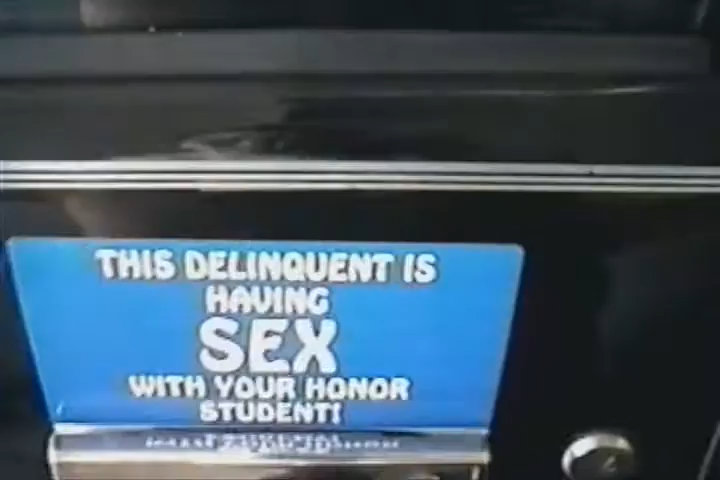 THIS DELINQUENT IS
HAVING
SEX
WITH YOUR HONOR
STUDENT!